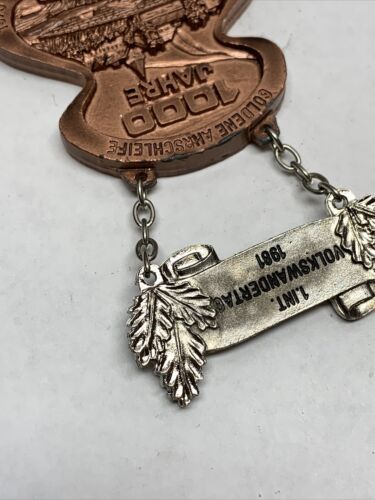 1000
JAHRE
GOLDENE AHRSCHLEIFE
1.INT.
VOLKSWANDERTAG
1981